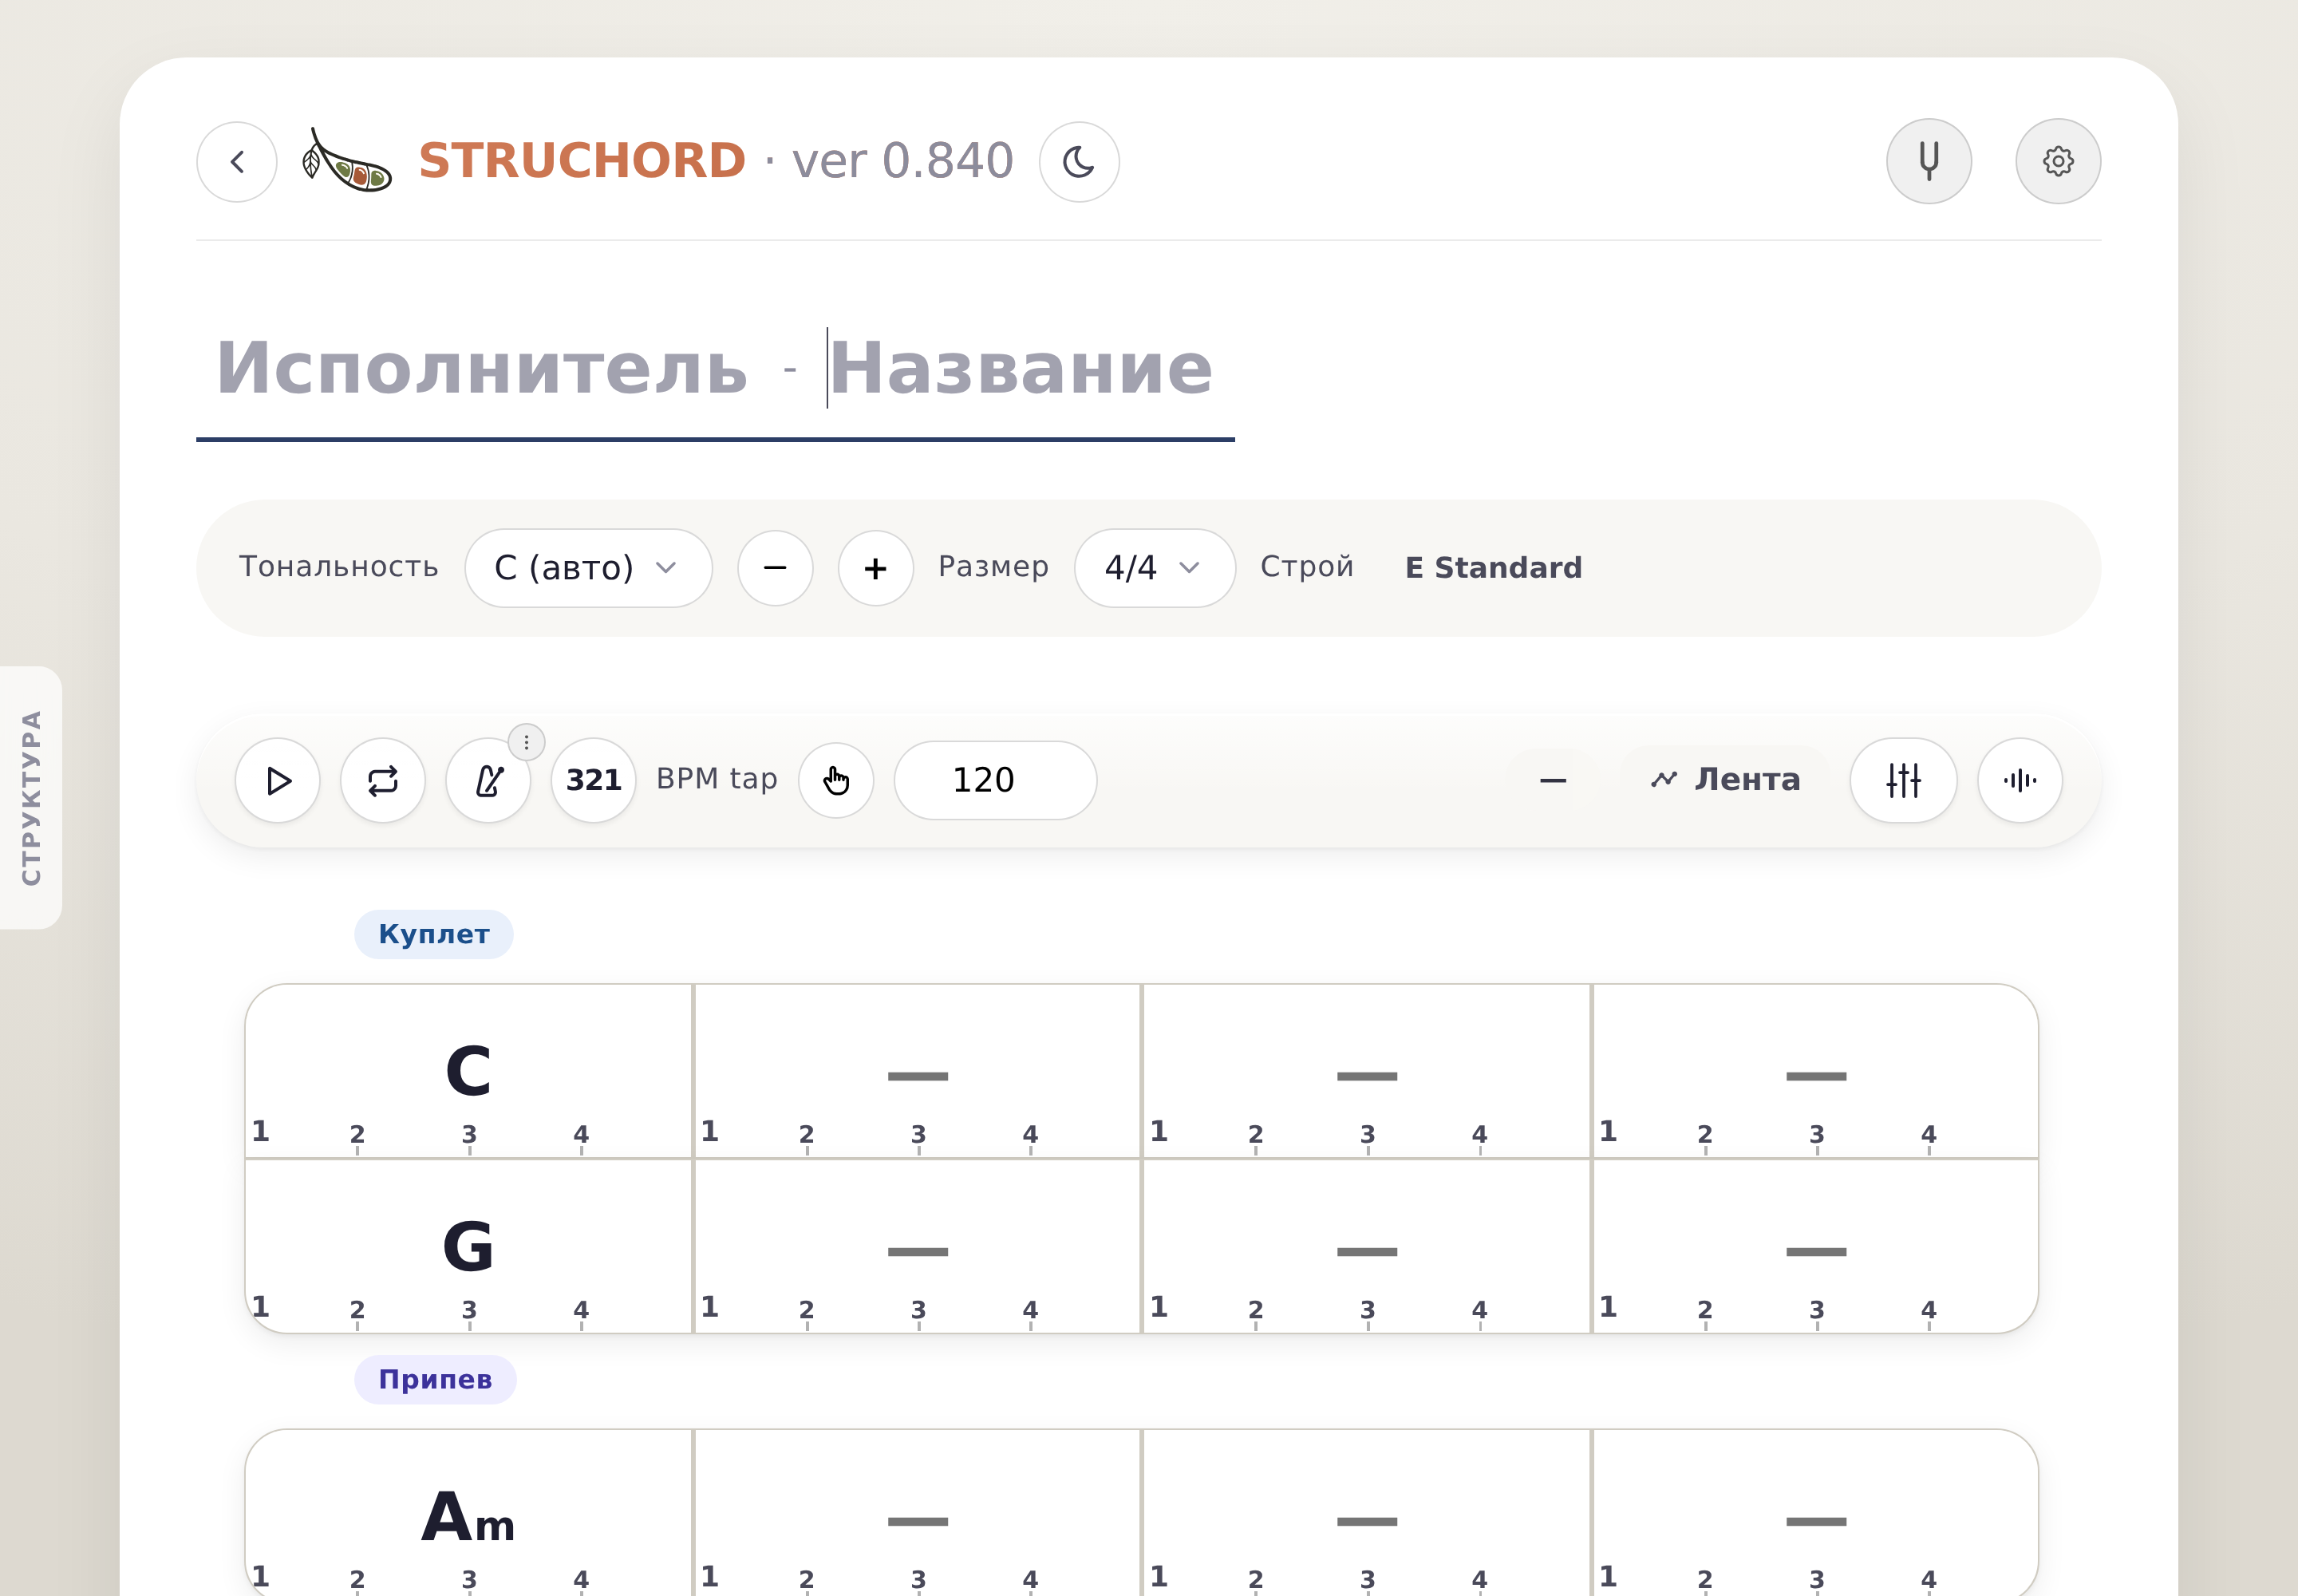 STRUCHORD · ver 0.840
Исполнитель - Название
Тональность C (авто) − + Размер 4/4 Строй E Standard
321 BPM tap 120 — Лента
СТРУКТУРА
Куплет
C — — —
1 2 3 4 1 2 3 4 1 2 3 4 1 2 3 4
G — — —
1 2 3 4 1 2 3 4 1 2 3 4 1 2 3 4
Припев
Am — — —
1 2 3 4 1 2 3 4 1 2 3 4 1 2 3 4